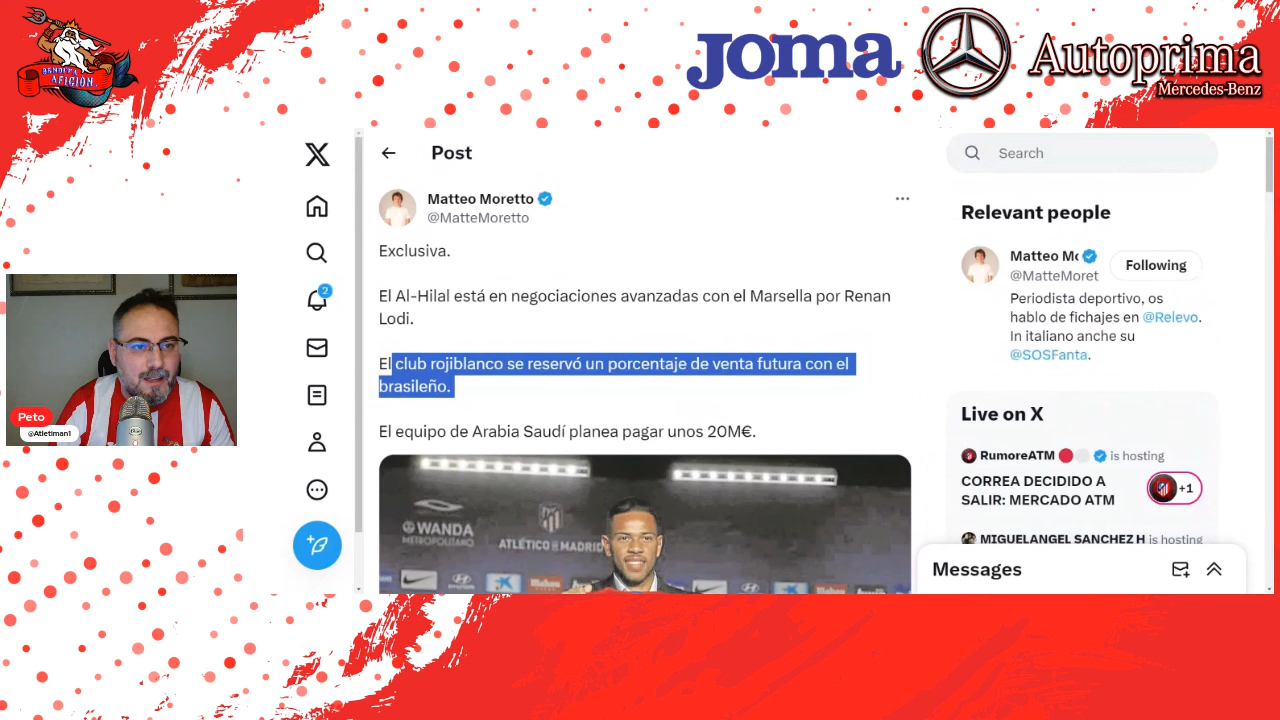 BENDITA
AFICIÓN
JOMA
Autoprima
Mercedes-Benz
Peto
@Atletiman1
2
Post
Matteo Moretto
@MatteMoretto
Exclusiva.
El Al-Hilal está en negociaciones avanzadas con el Marsella por Renan
Lodi.
El club rojiblanco se reservó un porcentaje de venta futura con el
brasileño.
El equipo de Arabia Saudí planea pagar unos 20M€.
WANDA
METROPOLITANO
ATLÉTICO DE MADRID
HYUNDAI
Mahou
Search
Relevant people
Matteo Mo
@MatteMoret
Following
Periodista deportivo, os
hablo de fichajes en @Relevo.
In italiano anche su
@SOSFanta.
Live on X
RumoreATM is hosting
CORREA DECIDIDO A
SALIR: MERCADO ATM
+1
MIGUELANGEL SANCHEZ H is hosting
Messages